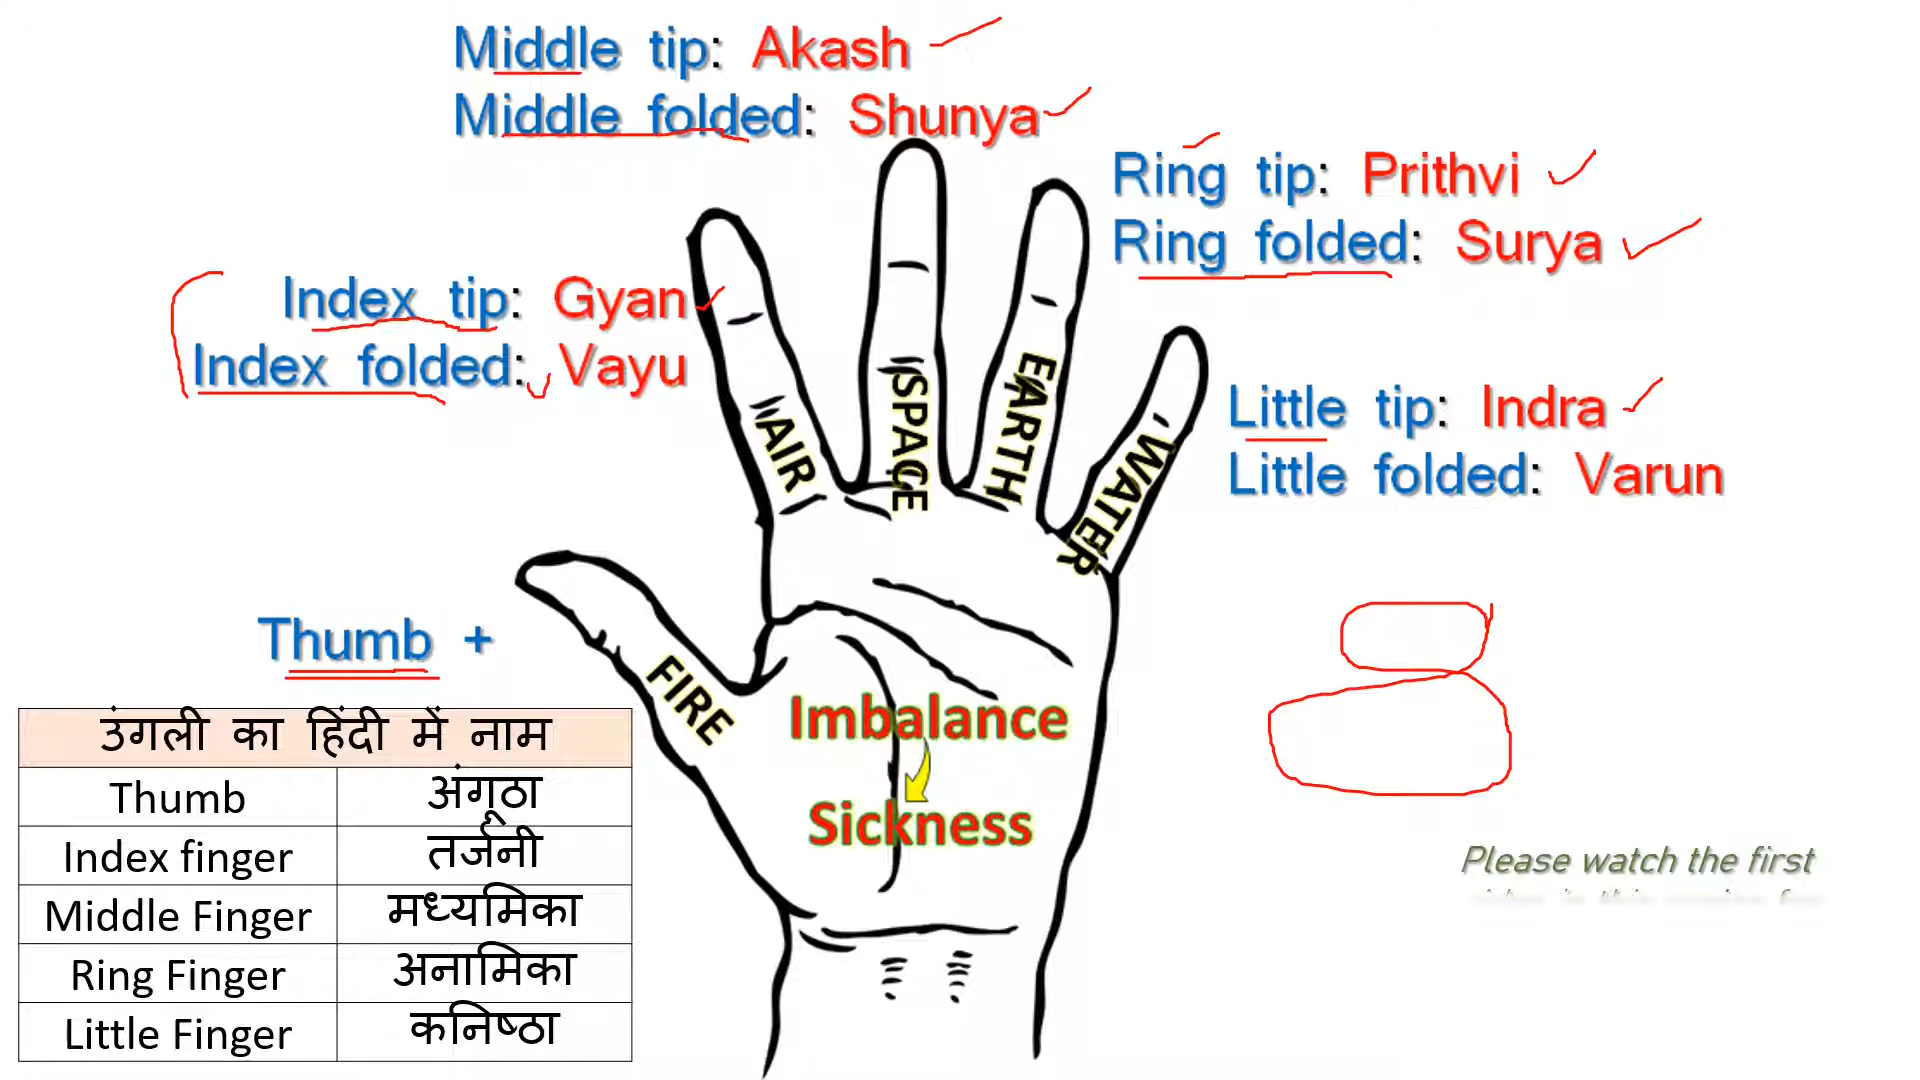 Middle tip: Akash
Middle folded: Shunya
Ring tip: Prithvi
Ring folded: Surya
Index tip: Gyan
Index folded: Vayu
Little tip: Indra
Little folded: Varun
AIR
SPACE
EARTH
WATER
Thumb +
FIRE
Imbalance
Sickness
उंगली का हिंदी में नाम
Thumb अंगूठा
Index finger तर्जनी
Middle Finger मध्यमिका
Ring Finger अनामिका
Little Finger कनिष्ठा
Please watch the first